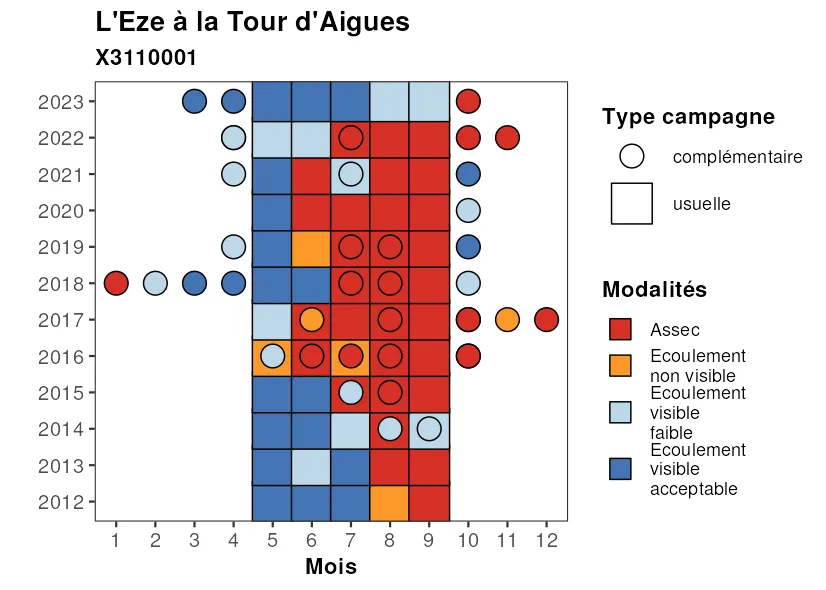 L'Eze à la Tour d'Aigues
X3110001
2023
2022
2021
2020
2019
2018
2017
2016
2015
2014
2013
2012
1 2 3 4 5 6 7 8 9 10 11 12
Mois
Type campagne
complémentaire
usuelle
Modalités
Assec
Ecoulement
non visible
Ecoulement
visible
faible
Ecoulement
visible
acceptable